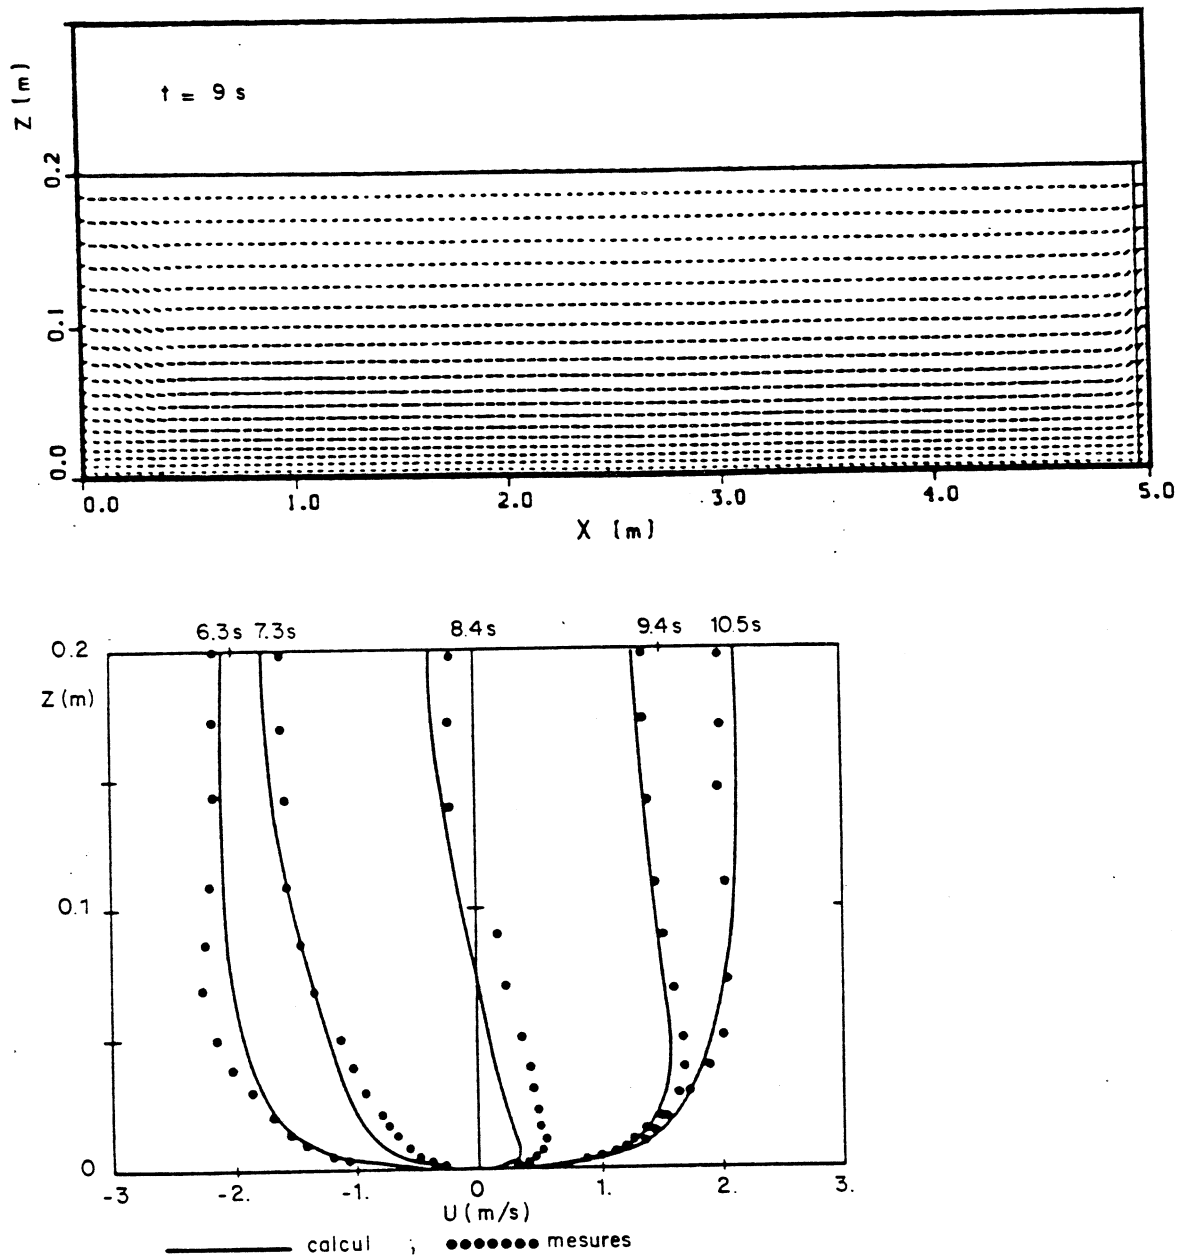 Z [m]
t = 9 s
0.2
0.1
0.0
0.0 1.0 2.0 3.0 4.0 5.0
X [m]
6.3s 7.3s 8.4s 9.4s 10.5s
0.2
Z (m)
0.1
0
-3 -2. -1. 0 1. 2. 3.
U (m/s)
calcul ; mesures